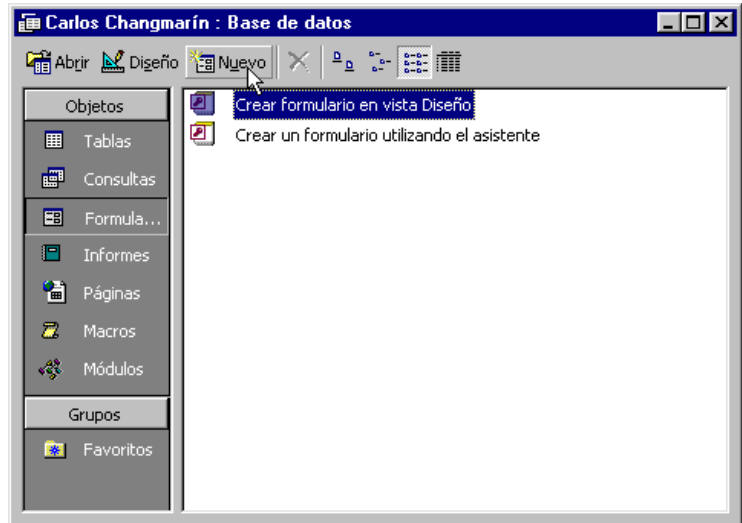 Carlos Changmarín : Base de datos
Abrir Diseño Nuevo
Objetos
Tablas
Consultas
Formula...
Informes
Páginas
Macros
Módulos
Grupos
Favoritos
Crear formulario en vista Diseño
Crear un formulario utilizando el asistente